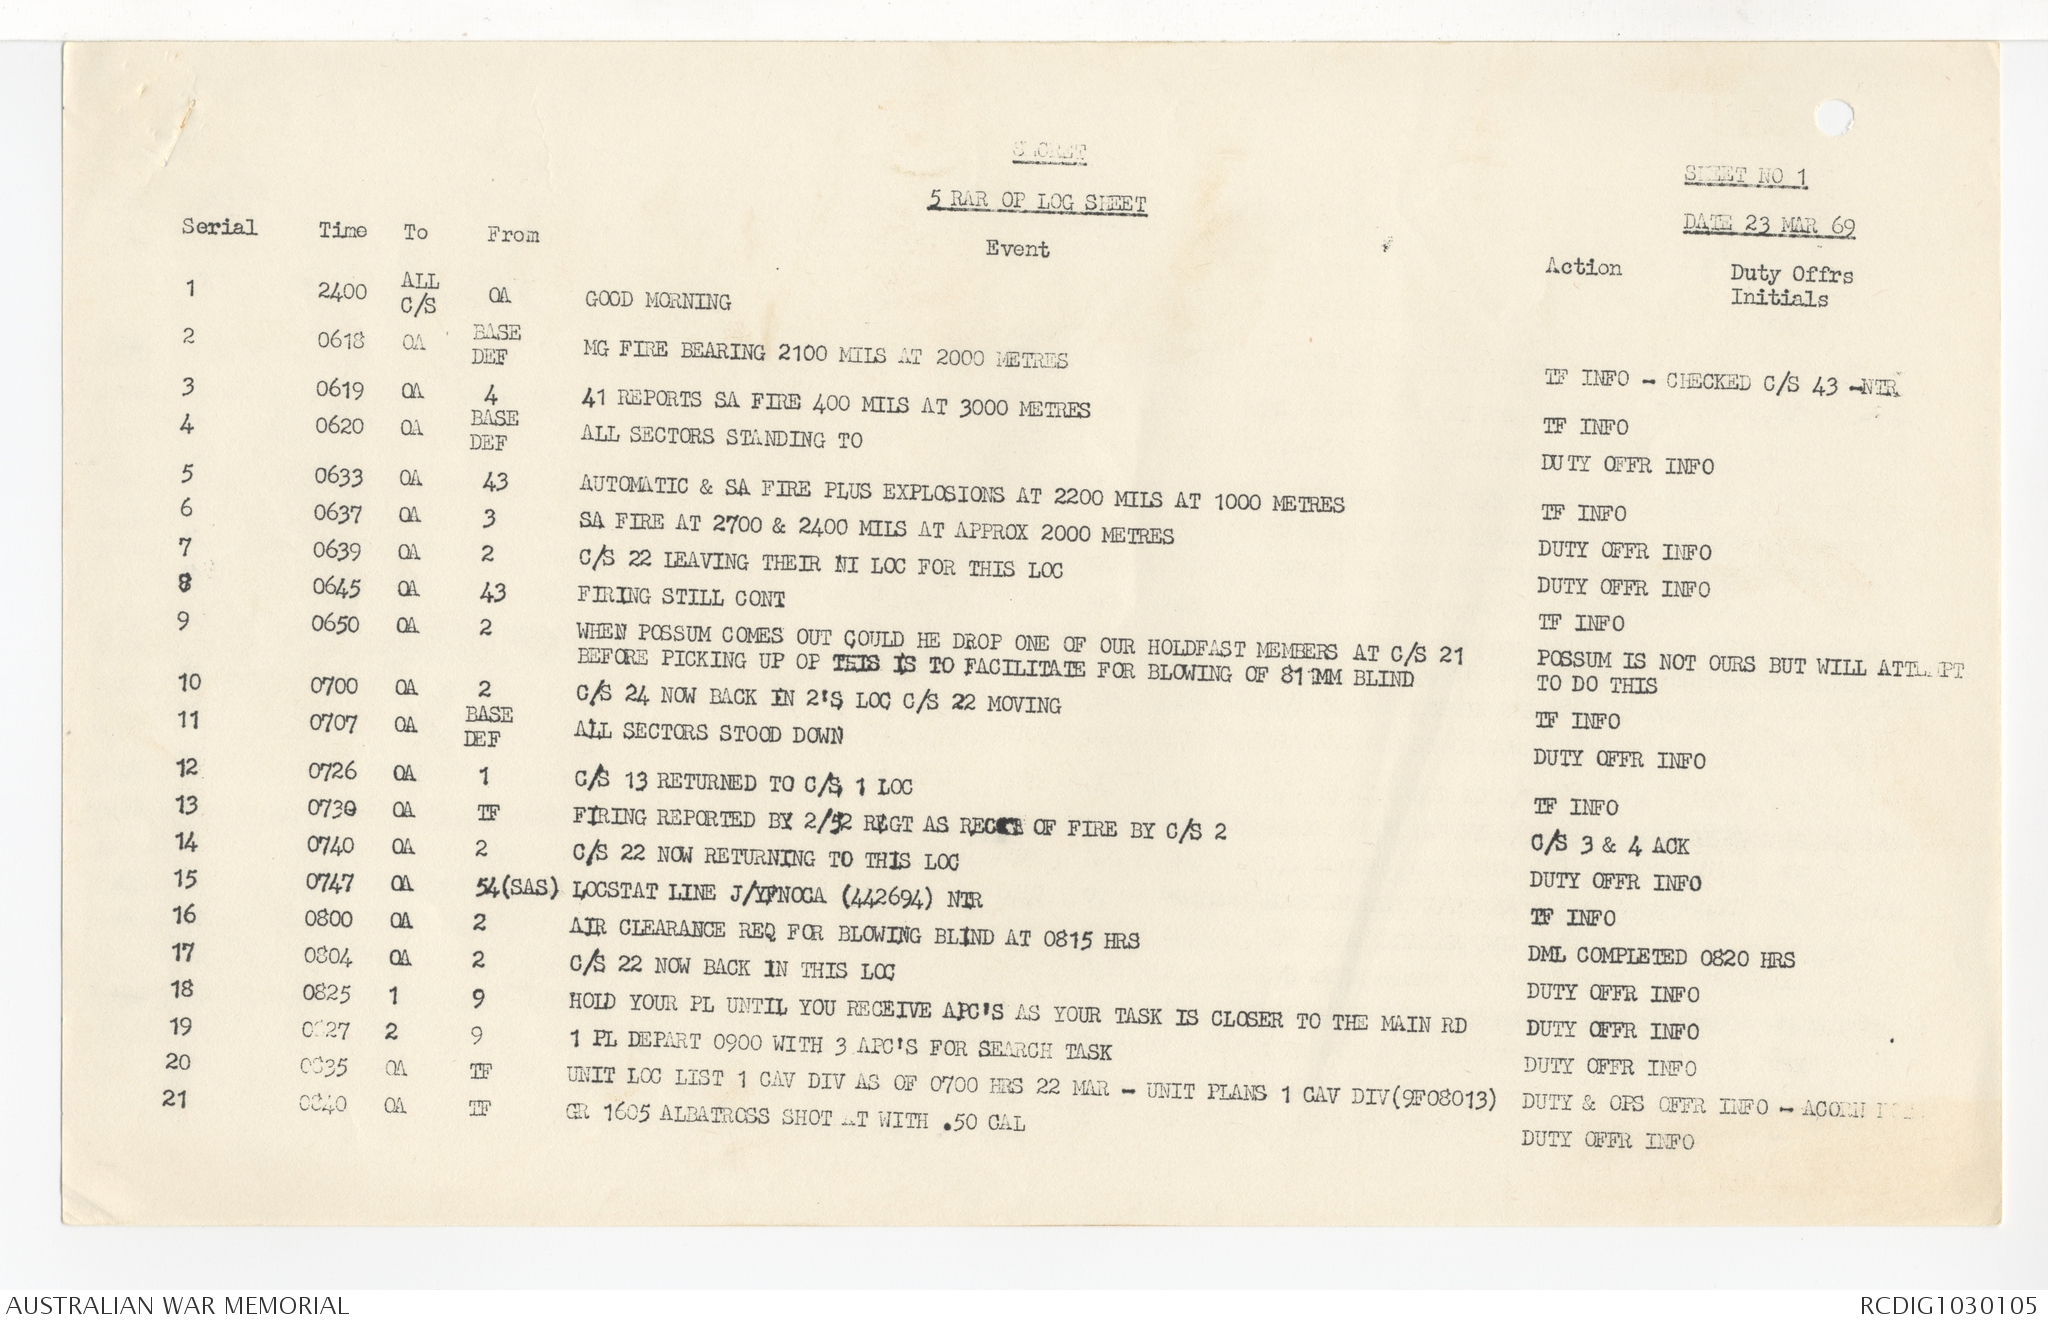 SECRET
5 RAR OP LOG SHEET
SHEET NO 1
DATE 23 MAR 69
Serial Time To From Event Action Duty Offrs
Initials
1 2400 ALL C/S OA GOOD MORNING
2 0618 OA BASE DEF MG FIRE BEARING 2100 MILS AT 2000 METRES TF INFO - CHECKED C/S 43 -NTR
3 0619 OA 4 41 REPORTS SA FIRE 400 MILS AT 3000 METRES TF INFO
4 0620 OA BASE DEF ALL SECTORS STANDING TO DUTY OFFR INFO
5 0633 OA 43 AUTOMATIC & SA FIRE PLUS EXPLOSIONS AT 2200 MILS AT 1000 METRES TF INFO
6 0637 OA 3 SA FIRE AT 2700 & 2400 MILS AT APPROX 2000 METRES DUTY OFFR INFO
7 0639 OA 2 C/S 22 LEAVING THEIR NI LOC FOR THIS LOC DUTY OFFR INFO
8 0645 OA 43 FIRING STILL CONT TF INFO
9 0650 OA 2 WHEN POSSUM COMES OUT COULD HE DROP ONE OF OUR HOLDFAST MEMBERS AT C/S 21 POSSUM IS NOT OURS BUT WILL ATTEMPT
BEFORE PICKING UP OP THIS IS TO FACILITATE FOR BLOWING OF 811MM BLIND TO DO THIS
10 0700 OA 2 C/S 24 NOW BACK IN 2'S LOC C/S 22 MOVING TF INFO
11 0707 OA BASE DEF ALL SECTORS STOOD DOWN DUTY OFFR INFO
12 0726 OA 1 C/S 13 RETURNED TO C/S 1 LOC TF INFO
13 0730 OA TF FIRING REPORTED BY 2/52 REGT AS OF FIRE BY C/S 2 C/S 3 & 4 ACK
14 0740 OA 2 C/S 22 NOW RETURNING TO THIS LOC DUTY OFFR INFO
15 0747 OA 54(SAS) LOCSTAT LINE J/YFNOCA (442694) NTR TF INFO
16 0800 OA 2 AIR CLEARANCE REQ FOR BLOWING BLIND AT 0815 HRS DML COMPLETED 0820 HRS
17 0804 OA 2 C/S 22 NOW BACK IN THIS LOC DUTY OFFR INFO
18 0825 1 9 HOLD YOUR PL UNTIL YOU RECEIVE APC'S AS YOUR TASK IS CLOSER TO THE MAIN RD DUTY OFFR INFO
19 0827 2 9 1 PL DEPART 0900 WITH 3 APC'S FOR SEARCH TASK DUTY OFFR INFO
20 0835 OA TF UNIT LOC LIST 1 CAV DIV AS OF 0700 HRS 22 MAR - UNIT PLANS 1 CAV DIV(9F08013) DUTY & OPS OFFR INFO - ACORN
21 0840 OA TF GR 1605 ALBATROSS SHOT AT WITH .50 CAL DUTY OFFR INFO
AUSTRALIAN WAR MEMORIAL
RCDIG1030105